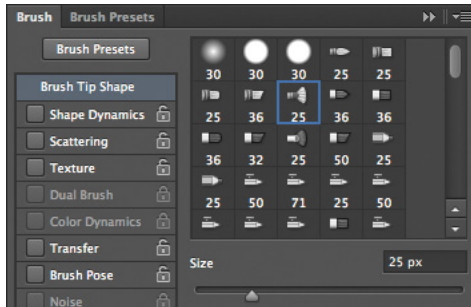 Brush Brush Presets
Brush Presets
Brush Tip Shape
Shape Dynamics
Scattering
Texture
Dual Brush
Color Dynamics
Transfer
Brush Pose
Noise
30 30 30 25 25
25 36 25 36 36
36 32 25 50 25
25 50 71 25 50
Size 25 px